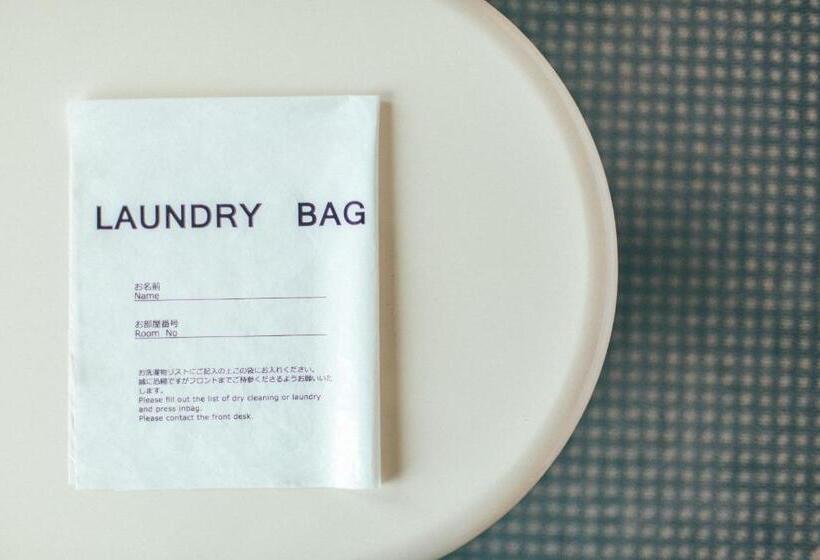 LAUNDRY BAG
お名前
Name
お部屋番号
Room No
お洗濯物リストにご記入の上この袋にお入れください。
誠に恐縮ですがフロントまでご持参くださるようお願いいた
します。
Please fill out the list of dry cleaning or laundry
and press inbag.
Please contact the front desk.